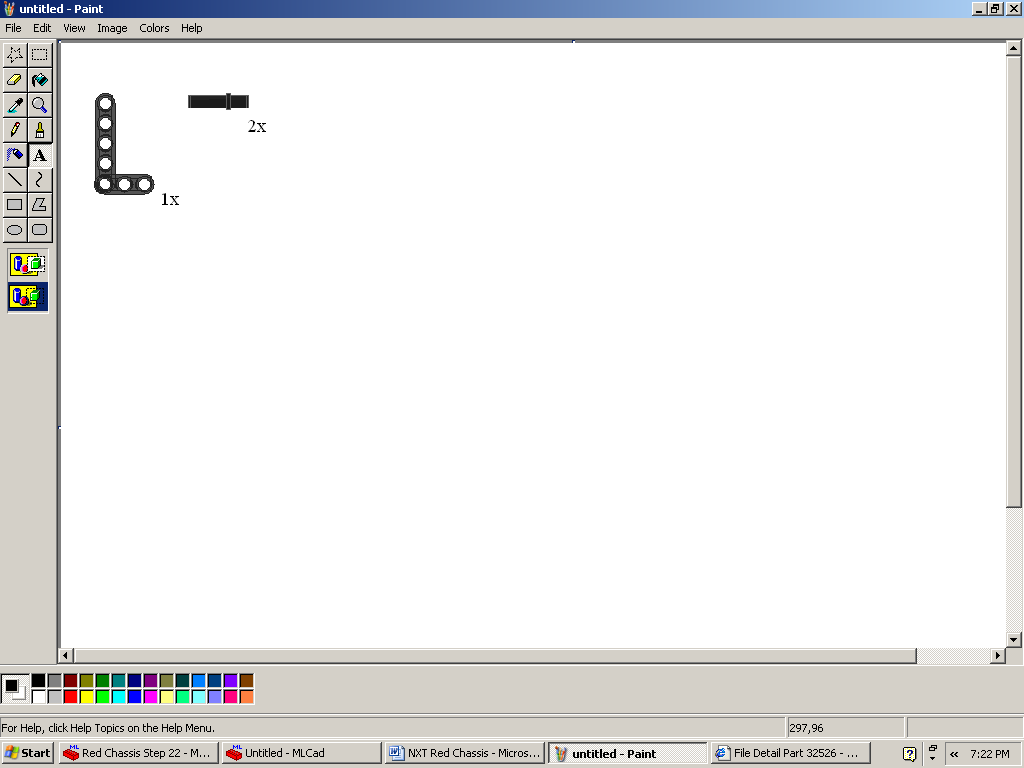 untitled - Paint
File Edit View Image Colors Help
A
2x
1x
For Help, click Help Topics on the Help Menu.
297,96
Start
Red Chassis Step 22 - M...
Untitled - MLCad
NXT Red Chassis - Micros...
untitled - Paint
File Detail Part 32526 - ...
7:22 PM